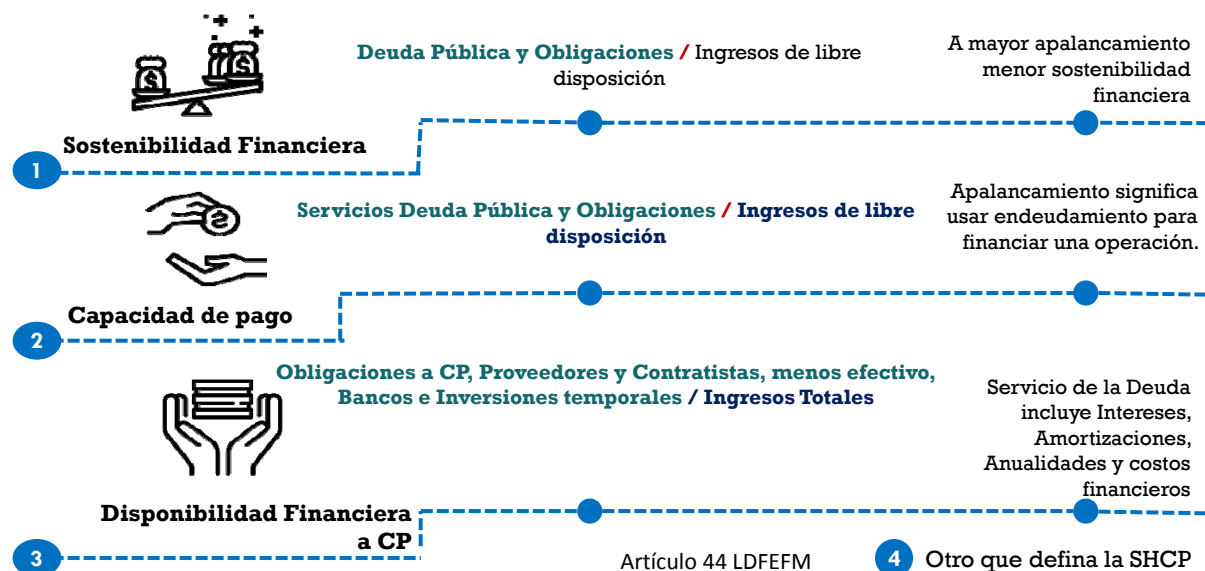 Deuda Pública y Obligaciones / Ingresos de libre
disposición
A mayor apalancamiento
menor sostenibilidad
financiera
Sostenibilidad Financiera
1
Servicios Deuda Pública y Obligaciones / Ingresos de libre
disposición
Apalancamiento significa
usar endeudamiento para
financiar una operación.
Capacidad de pago
2
Obligaciones a CP, Proveedores y Contratistas, menos efectivo,
Bancos e Inversiones temporales / Ingresos Totales
Servicio de la Deuda
incluye Intereses,
Amortizaciones,
Anualidades y costos
financieros
Disponibilidad Financiera
a CP
3
Artículo 44 LDFEFM
4 Otro que defina la SHCP